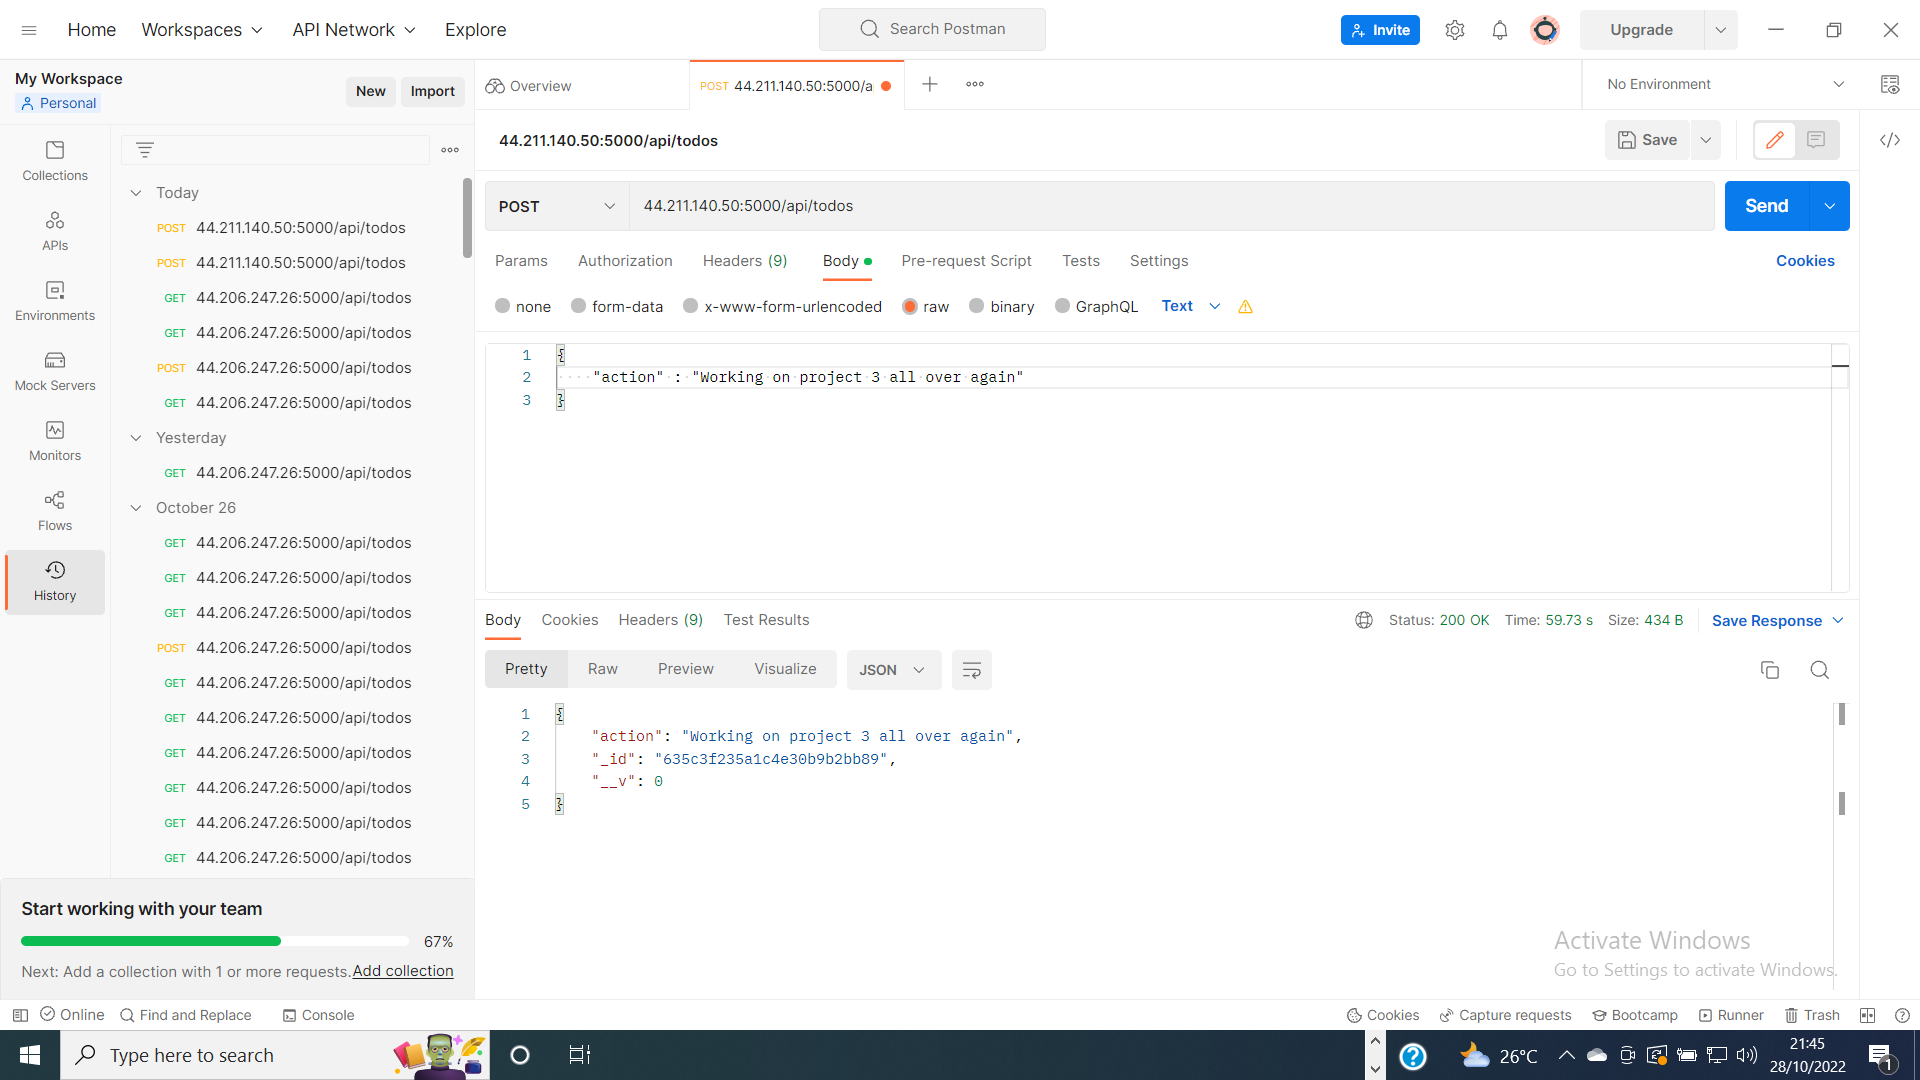 Home Workspaces API Network Explore Search Postman Invite Upgrade
My Workspace
Personal
New Import
Overview
POST 44.211.140.50:5000/a
No Environment
Collections
APIs
Environments
Mock Servers
Monitors
Flows
History
Today
POST 44.211.140.50:5000/api/todos
POST 44.211.140.50:5000/api/todos
GET 44.206.247.26:5000/api/todos
GET 44.206.247.26:5000/api/todos
POST 44.206.247.26:5000/api/todos
GET 44.206.247.26:5000/api/todos
Yesterday
GET 44.206.247.26:5000/api/todos
October 26
GET 44.206.247.26:5000/api/todos
GET 44.206.247.26:5000/api/todos
GET 44.206.247.26:5000/api/todos
POST 44.206.247.26:5000/api/todos
GET 44.206.247.26:5000/api/todos
GET 44.206.247.26:5000/api/todos
GET 44.206.247.26:5000/api/todos
GET 44.206.247.26:5000/api/todos
GET 44.206.247.26:5000/api/todos
GET 44.206.247.26:5000/api/todos
Start working with your team
67%
Next: Add a collection with 1 or more requests. Add collection
44.211.140.50:5000/api/todos
Save
POST 44.211.140.50:5000/api/todos Send
Params Authorization Headers (9) Body Pre-request Script Tests Settings Cookies
none form-data x-www-form-urlencoded raw binary GraphQL Text
1 {
2 "action" : "Working on project 3 all over again"
3 }
Body Cookies Headers (9) Test Results Status: 200 OK Time: 59.73 s Size: 434 B Save Response
Pretty Raw Preview Visualize JSON
1 {
2 "action": "Working on project 3 all over again",
3 "_id": "635c3f235a1c4e30b9b2bb89",
4 "__v": 0
5 }
Activate Windows
Go to Settings to activate Windows.
Online Find and Replace Console Cookies Capture requests Bootcamp Runner Trash
Type here to search
26°C
21:45
28/10/2022
1